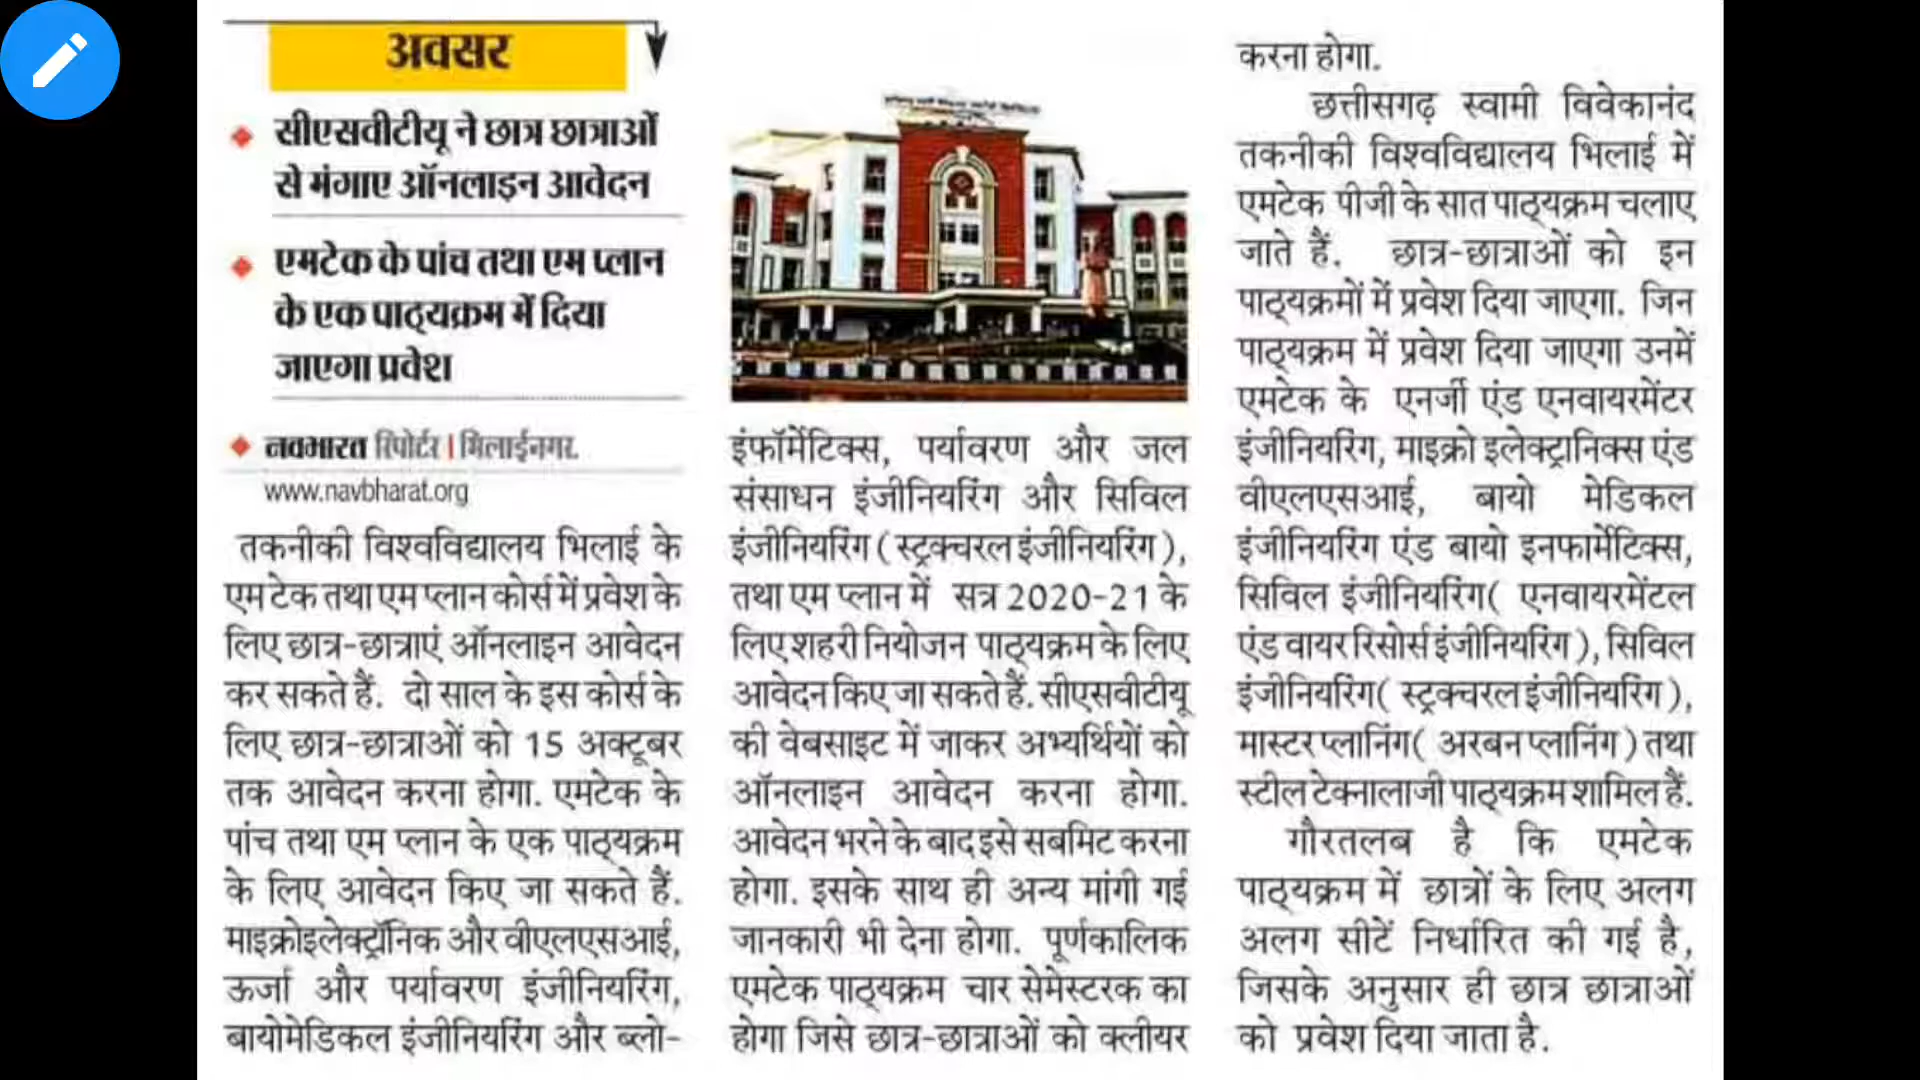 अवसर
सीएसवीटीयू ने छात्र छात्राओं
से मंगाए ऑनलाइन आवेदन
एमटेक के पांच तथा एम प्लान
के एक पाठ्यक्रम में दिया
जाएगा प्रवेश
नवभारत रिपोर्टर । भिलाईनगर.
www.navbharat.org
तकनीकी विश्वविद्यालय भिलाई के
एमटेक तथा एम प्लान कोर्स में प्रवेश के
लिए छात्र-छात्राएं ऑनलाइन आवेदन
कर सकते हैं. दो साल के इस कोर्स के
लिए छात्र-छात्राओं को 15 अक्टूबर
तक आवेदन करना होगा. एमटेक के
पांच तथा एम प्लान के एक पाठ्यक्रम
के लिए आवेदन किए जा सकते हैं.
माइक्रोइलेक्ट्रॉनिक और वीएलएसआई,
ऊर्जा और पर्यावरण इंजीनियरिंग,
बायोमेडिकल इंजीनियरिंग और ब्लो-
इंफॉर्मेटिक्स, पर्यावरण और जल
संसाधन इंजीनियरिंग और सिविल
इंजीनियरिंग ( स्ट्रक्चरल इंजीनियरिंग ),
तथा एम प्लान में सत्र 2020-21 के
लिए शहरी नियोजन पाठ्यक्रम के लिए
आवेदन किए जा सकते हैं. सीएसवीटीयू
की वेबसाइट में जाकर अभ्यर्थियों को
ऑनलाइन आवेदन करना होगा.
आवेदन भरने के बाद इसे सबमिट करना
होगा. इसके साथ ही अन्य मांगी गई
जानकारी भी देना होगा. पूर्णकालिक
एमटेक पाठ्यक्रम चार सेमेस्टरक का
होगा जिसे छात्र-छात्राओं को क्लीयर
करना होगा.
छत्तीसगढ़ स्वामी विवेकानंद
तकनीकी विश्वविद्यालय भिलाई में
एमटेक पीजी के सात पाठ्यक्रम चलाए
जाते हैं. छात्र-छात्राओं को इन
पाठ्यक्रमों में प्रवेश दिया जाएगा. जिन
पाठ्यक्रम में प्रवेश दिया जाएगा उनमें
एमटेक के एनर्जी एंड एनवायरमेंटर
इंजीनियरिंग, माइक्रो इलेक्ट्रानिक्स एंड
वीएलएसआई, बायो मेडिकल
इंजीनियरिंग एंड बायो इनफार्मेटिक्स,
सिविल इंजीनियरिंग( एनवायरमेंटल
एंड वायर रिसोर्स इंजीनियरिंग ), सिविल
इंजीनियरिंग( स्ट्रक्चरल इंजीनियरिंग ),
मास्टर प्लानिंग( अरबन प्लानिंग ) तथा
स्टील टेक्नालाजी पाठ्यक्रम शामिल हैं.
गौरतलब है कि एमटेक
पाठ्यक्रम में छात्रों के लिए अलग
अलग सीटें निर्धारित की गई है,
जिसके अनुसार ही छात्र छात्राओं
को प्रवेश दिया जाता है.